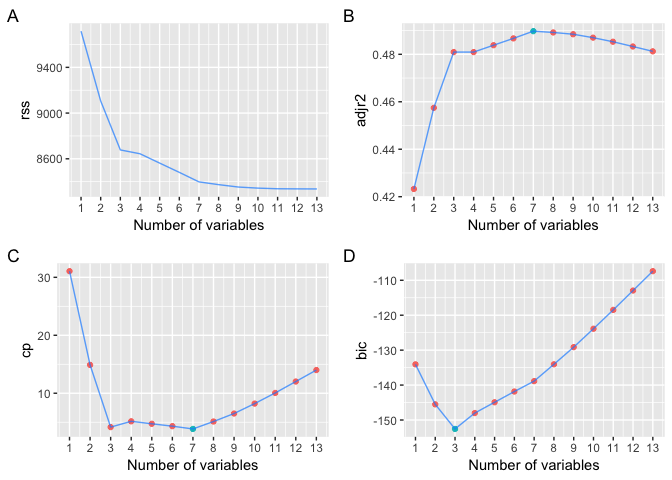 A
9400
9000
8600
rss
1 2 3 4 5 6 7 8 9 10 11 12 13
Number of variables
B
0.48
0.46
0.44
0.42
adjr2
1 2 3 4 5 6 7 8 9 10 11 12 13
Number of variables
C
30
20
10
cp
1 2 3 4 5 6 7 8 9 10 11 12 13
Number of variables
D
-110
-120
-130
-140
-150
bic
1 2 3 4 5 6 7 8 9 10 11 12 13
Number of variables